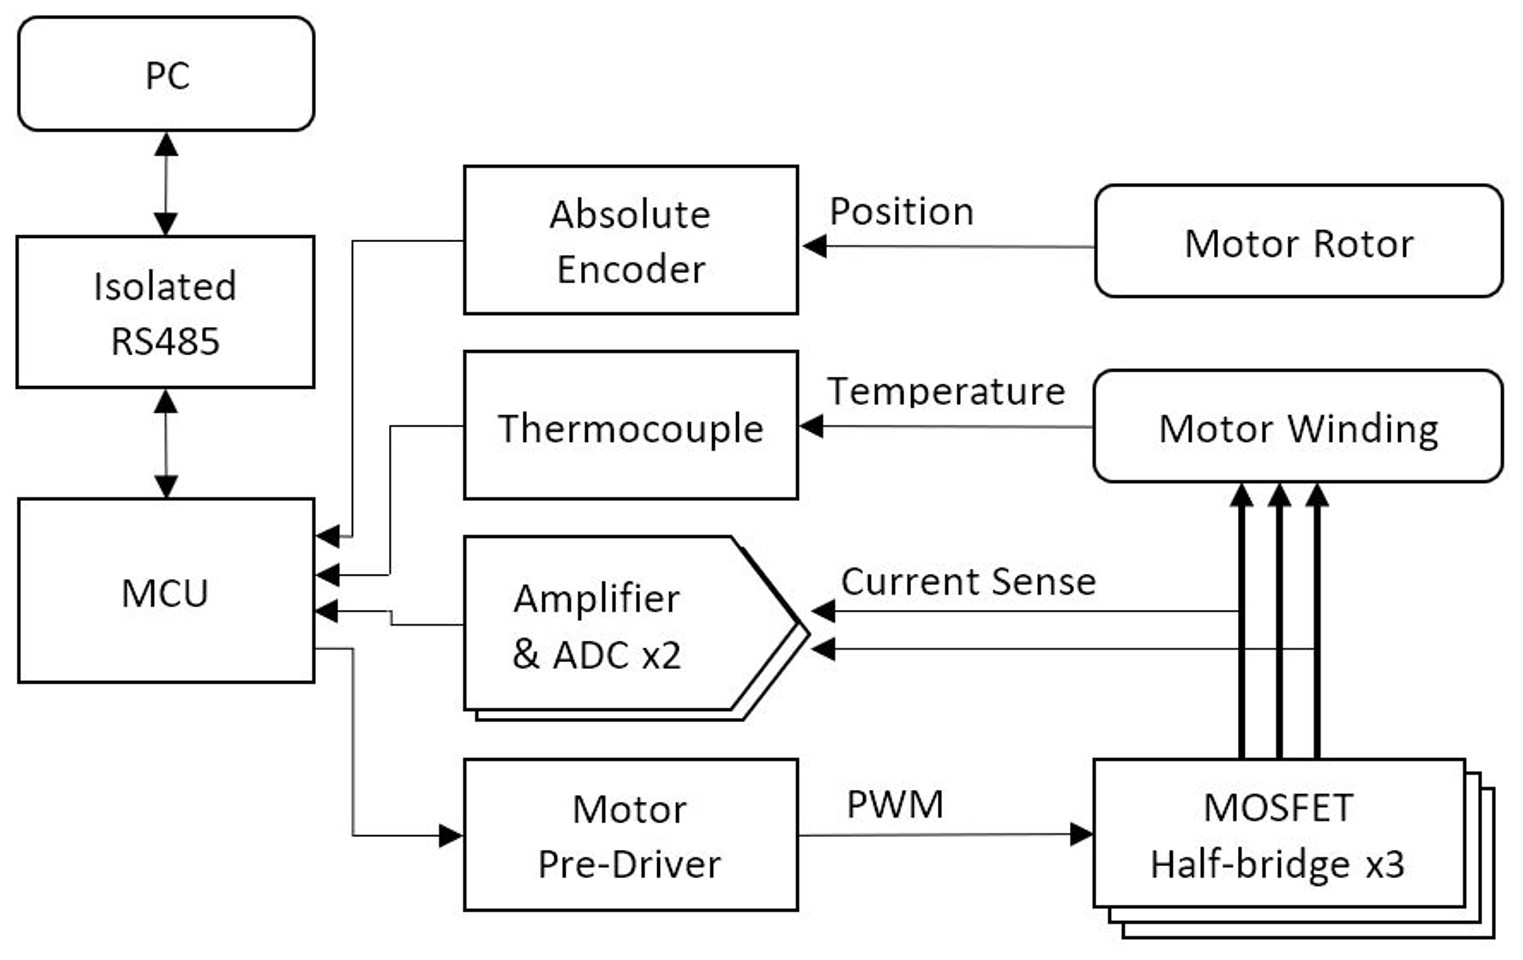 PC
Isolated
RS485
MCU
Absolute
Encoder
Position
Motor Rotor
Thermocouple
Temperature
Motor Winding
Amplifier
& ADC x2
Current Sense
Motor
Pre-Driver
PWM
MOSFET
Half-bridge x3